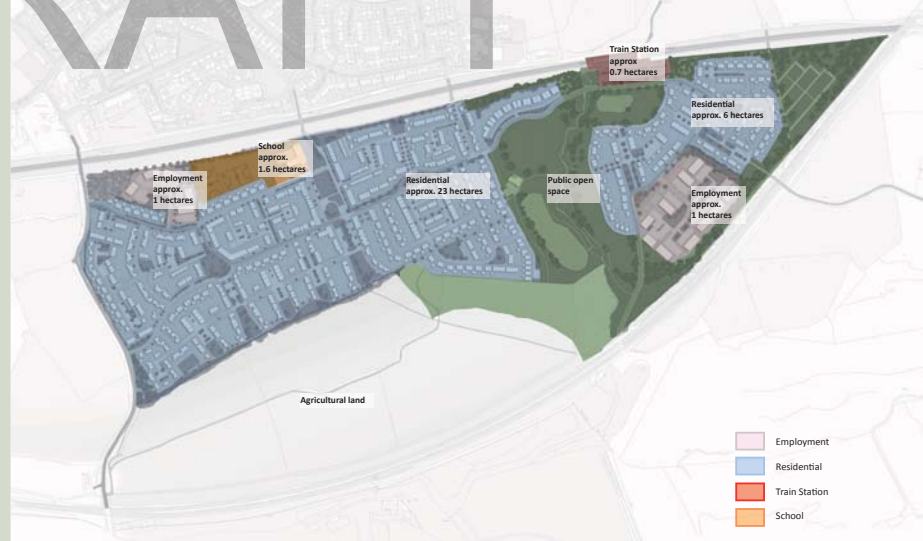 Train Station
approx
0.7 hectares
Residential
approx. 6 hectares
School
approx.
1.6 hectares
Employment
approx.
1 hectares
Residential
approx. 23 hectares
Public open
space
Employment
approx.
1 hectares
Agricultural land
Employment
Residential
Train Station
School